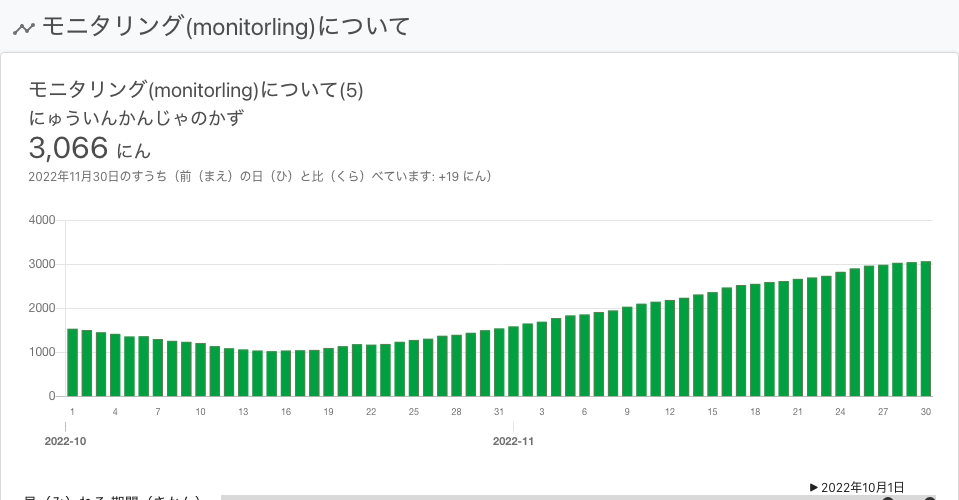 モニタリング(monitorling)について
モニタリング(monitorling)について(5)
にゅういんかんじゃのかず
3,066 にん
2022年11月30日のすうち（前（まえ）の日（ひ）と比（くら）べています: +19 にん）
4000
3000
2000
1000
0
1 4 7 10 13 16 19 22 25 28 31 3 6 9 12 15 18 21 24 27 30
2022-10 2022-11
▶ 2022年10月1日